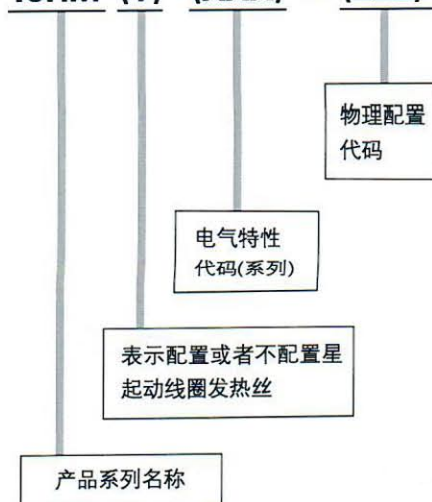 物理配置
代码
电气特性
代码(系列)
表示配置或者不配置星
起动线圈发热丝
产品系列名称